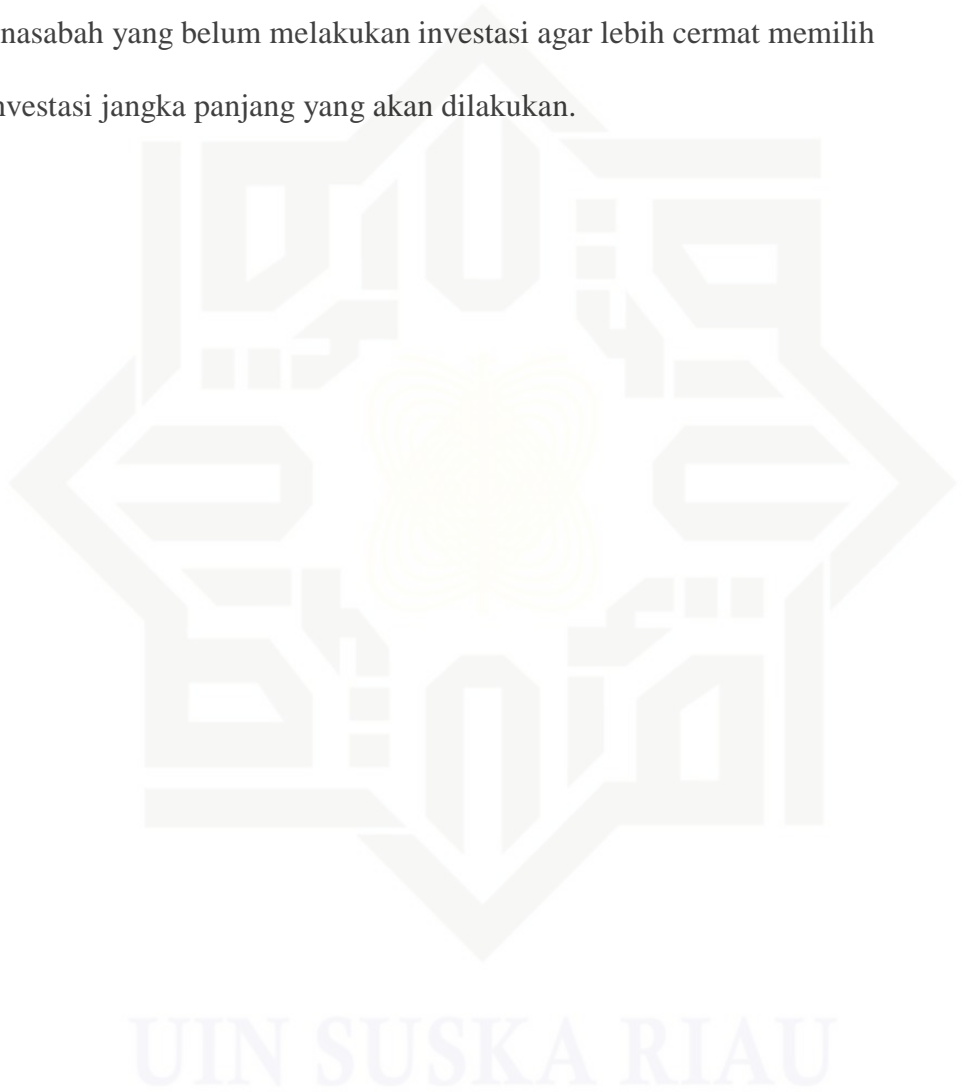 nasabah yang belum melakukan investasi agar lebih cermat memilih
nvestasi jangka panjang yang akan dilakukan.
UIN SUSKA RIAU